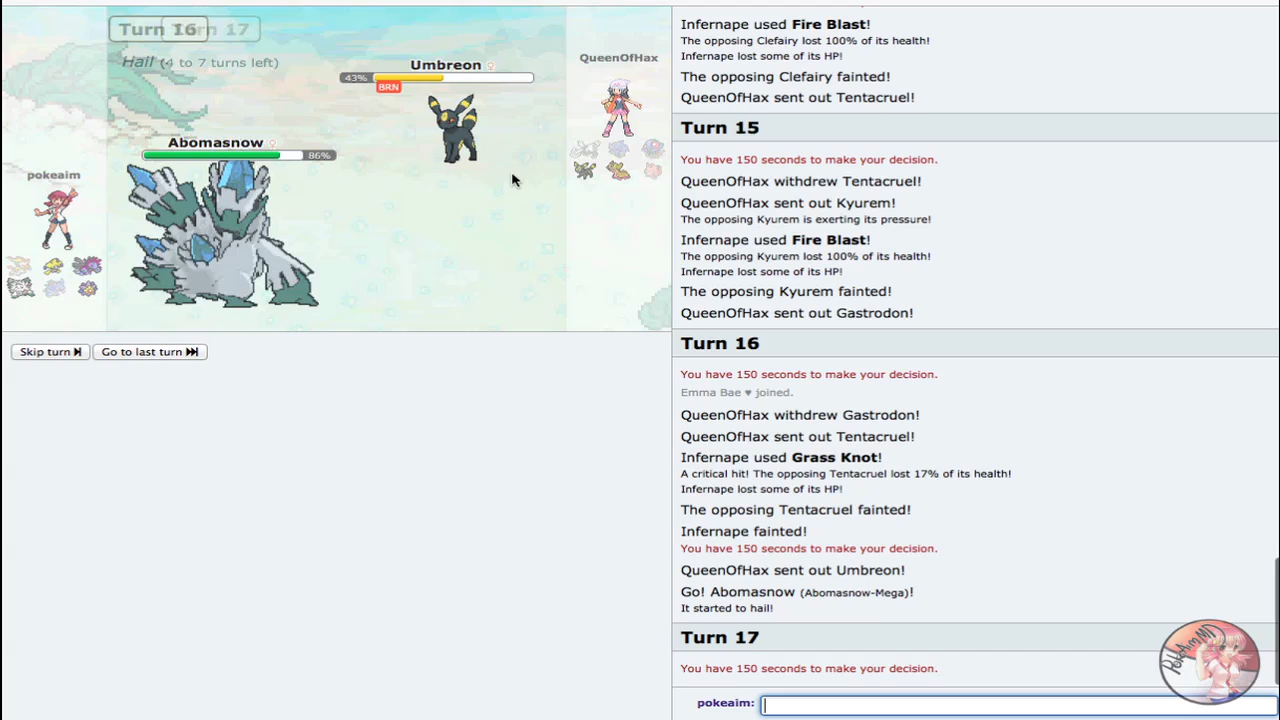 Turn 16
17
Hail (4 to 7 turns left)
Umbreon ♀
43%
BRN
Abomasnow ♀
86%
pokeaim
QueenOfHax
Skip turn
Go to last turn
Infernape used Fire Blast!
The opposing Clefairy lost 100% of its health!
Infernape lost some of its HP!
The opposing Clefairy fainted!
QueenOfHax sent out Tentacruel!
Turn 15
You have 150 seconds to make your decision.
QueenOfHax withdrew Tentacruel!
QueenOfHax sent out Kyurem!
The opposing Kyurem is exerting its pressure!
Infernape used Fire Blast!
The opposing Kyurem lost 100% of its health!
Infernape lost some of its HP!
The opposing Kyurem fainted!
QueenOfHax sent out Gastrodon!
Turn 16
You have 150 seconds to make your decision.
Emma Bae ♥ joined.
QueenOfHax withdrew Gastrodon!
QueenOfHax sent out Tentacruel!
Infernape used Grass Knot!
A critical hit! The opposing Tentacruel lost 17% of its health!
Infernape lost some of its HP!
The opposing Tentacruel fainted!
Infernape fainted!
You have 150 seconds to make your decision.
QueenOfHax sent out Umbreon!
Go! Abomasnow (Abomasnow-Mega)!
It started to hail!
Turn 17
You have 150 seconds to make your decision.
pokeaim: